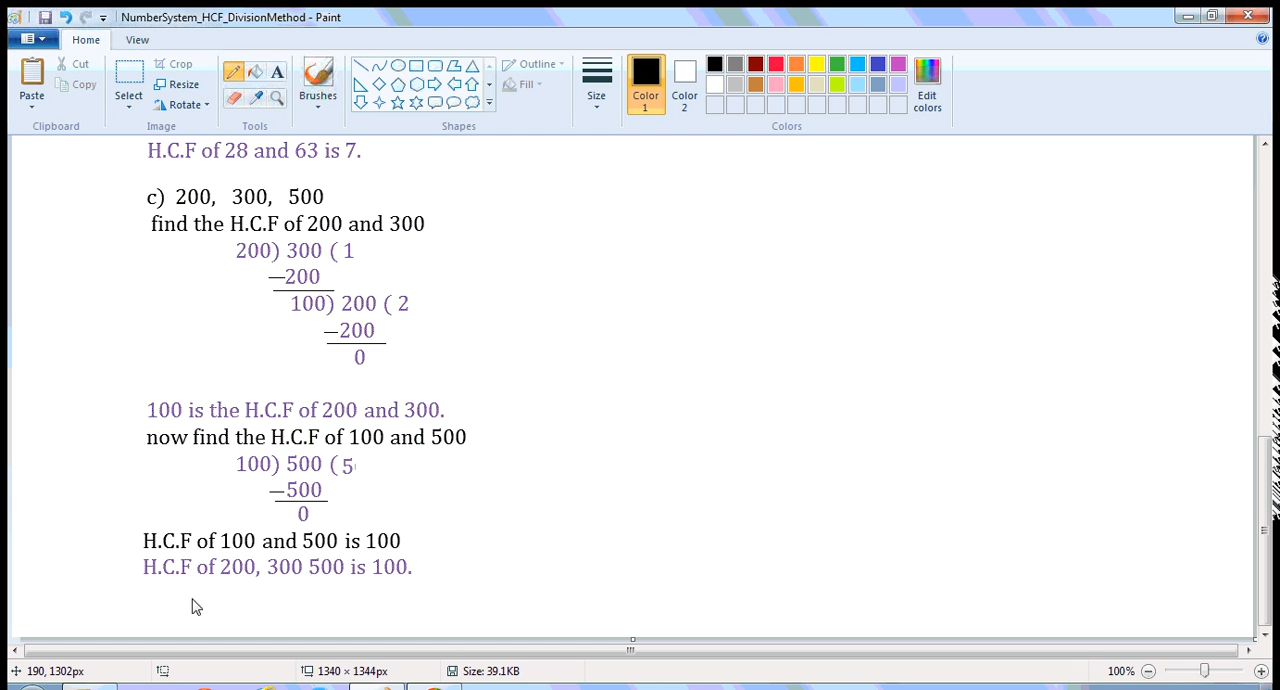 NumberSystem_HCF_DivisionMethod - Paint
Home View
Paste Cut Copy Select Crop Resize Rotate Brushes Outline Fill Size Color 1 Color 2 Edit colors
Clipboard Image Tools Shapes Colors
H.C.F of 28 and 63 is 7.
c) 200, 300, 500
find the H.C.F of 200 and 300
200) 300 ( 1
—200
100) 200 ( 2
—200
0
100 is the H.C.F of 200 and 300.
now find the H.C.F of 100 and 500
100) 500 ( 5
—500
0
H.C.F of 100 and 500 is 100
H.C.F of 200, 300 500 is 100.
190, 1302px 1340 × 1344px Size: 39.1KB 100%